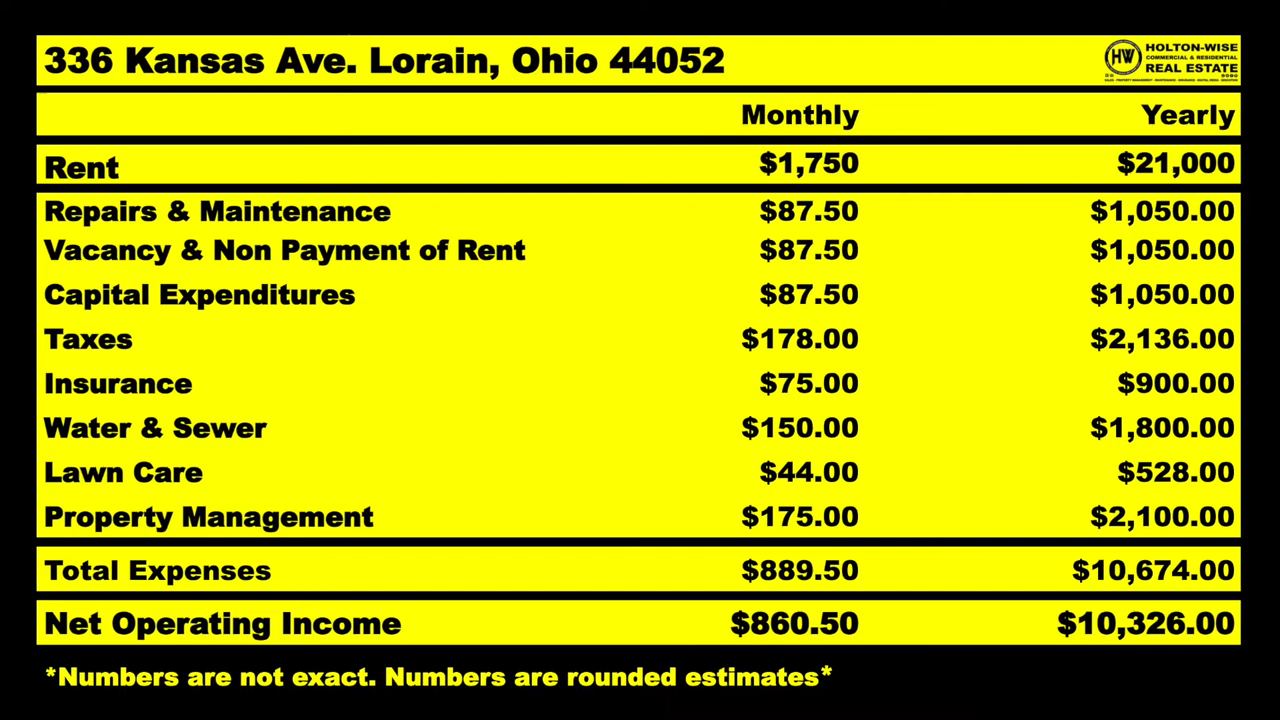 336 Kansas Ave. Lorain, Ohio 44052
HW
HOLTON-WISE
COMMERCIAL & RESIDENTIAL
REAL ESTATE
Monthly Yearly
Rent $1,750 $21,000
Repairs & Maintenance $87.50 $1,050.00
Vacancy & Non Payment of Rent $87.50 $1,050.00
Capital Expenditures $87.50 $1,050.00
Taxes $178.00 $2,136.00
Insurance $75.00 $900.00
Water & Sewer $150.00 $1,800.00
Lawn Care $44.00 $528.00
Property Management $175.00 $2,100.00
Total Expenses $889.50 $10,674.00
Net Operating Income $860.50 $10,326.00
*Numbers are not exact. Numbers are rounded estimates*